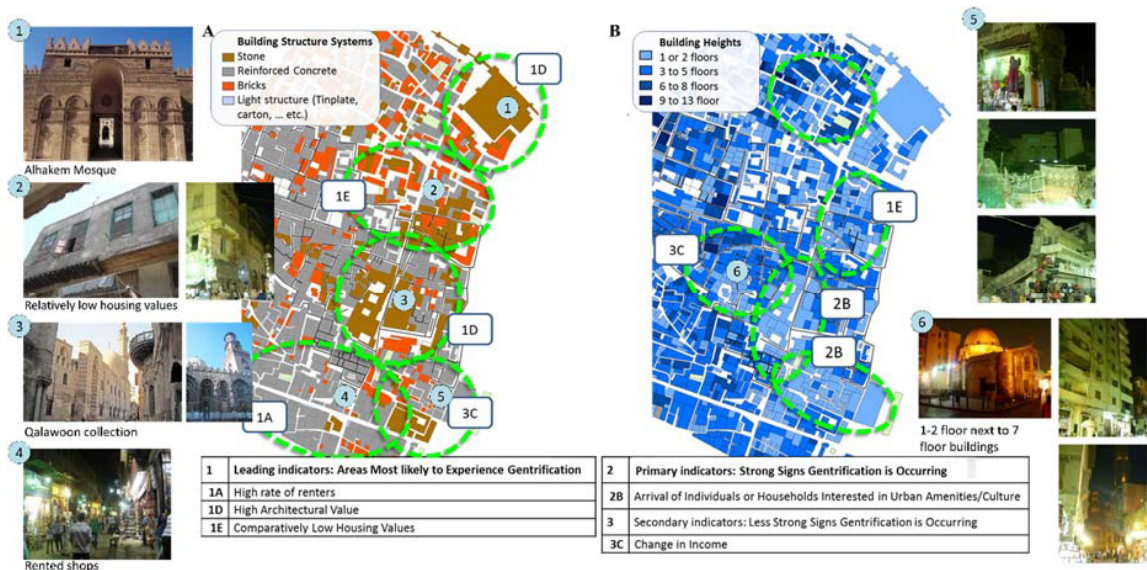 1
Alhakem Mosque
2
Relatively low housing values
3
Qalawoon collection
4
Rented shops
A
Building Structure Systems
Stone
Reinforced Concrete
Bricks
Light structure (Tinplate,
carton, ... etc.)
1D
1
1E
2
3
1D
4
5
1A
3C
1 Leading indicators: Areas Most likely to Experience Gentrification
1A High rate of renters
1D High Architectural Value
1E Comparatively Low Housing Values
B
Building Heights
1 or 2 floors
3 to 5 floors
6 to 8 floors
9 to 13 floor
1E
3C
6
2B
2B
2 Primary indicators: Strong Signs Gentrification is Occurring
2B Arrival of Individuals or Households Interested in Urban Amenities/Culture
3 Secondary indicators: Less Strong Signs Gentrification is Occurring
3C Change in Income
5
6
1-2 floor next to 7
floor buildings